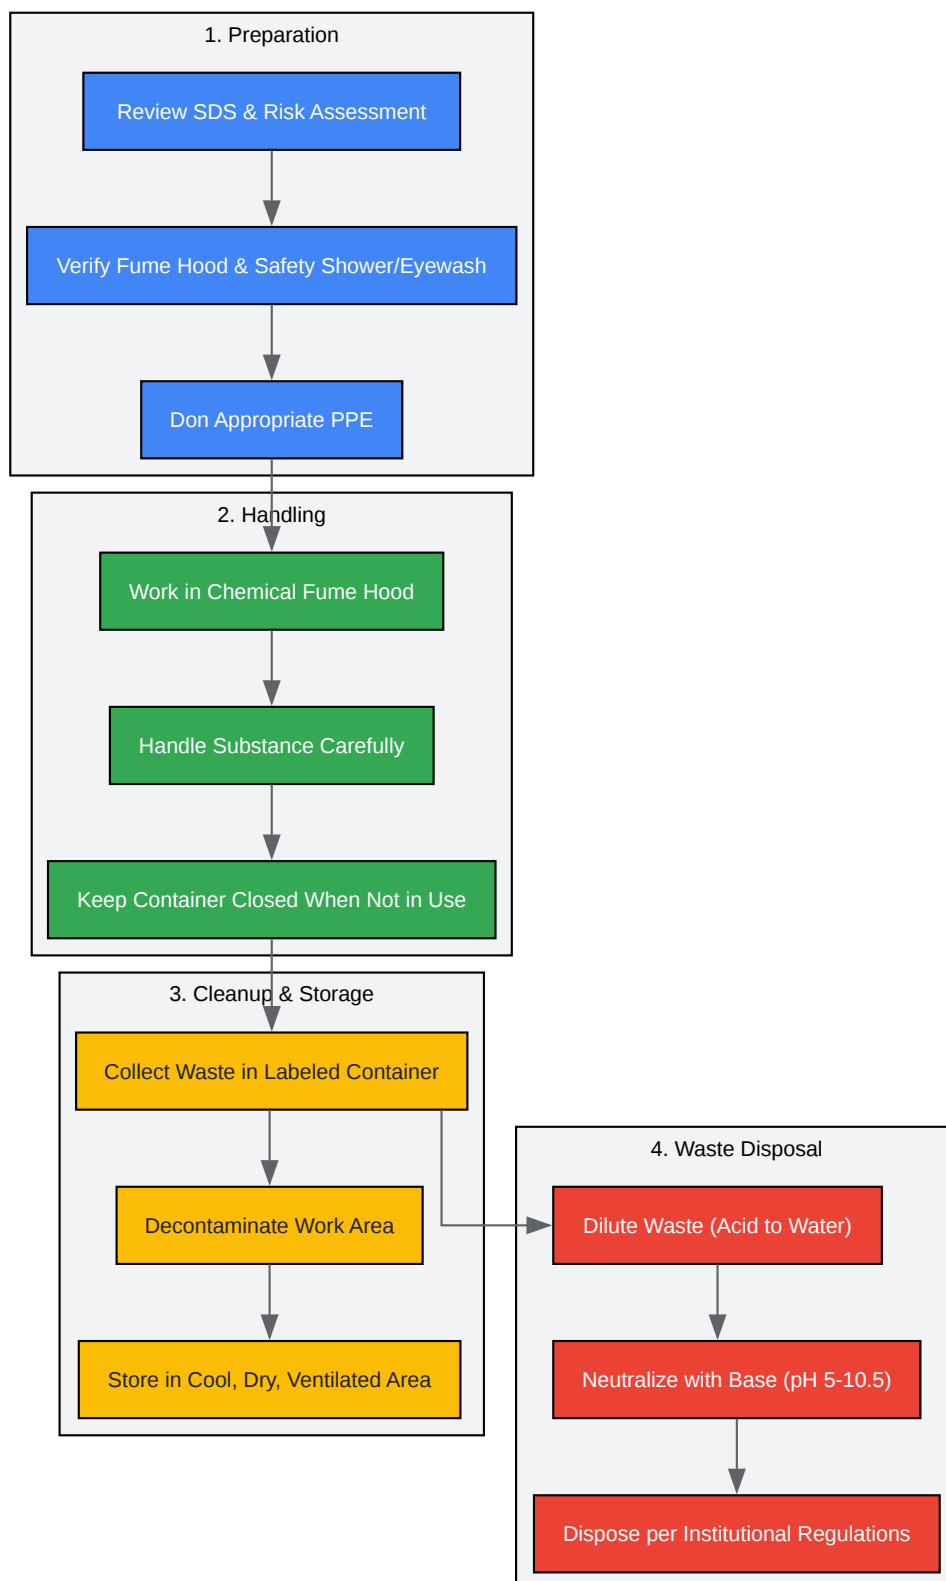 1. Preparation
Review SDS & Risk Assessment
Verify Fume Hood & Safety Shower/Eyewash
Don Appropriate PPE
2. Handling
Work in Chemical Fume Hood
Handle Substance Carefully
Keep Container Closed When Not in Use
3. Cleanup & Storage
Collect Waste in Labeled Container
Decontaminate Work Area
Store in Cool, Dry, Ventilated Area
4. Waste Disposal
Dilute Waste (Acid to Water)
Neutralize with Base (pH 5-10.5)
Dispose per Institutional Regulations